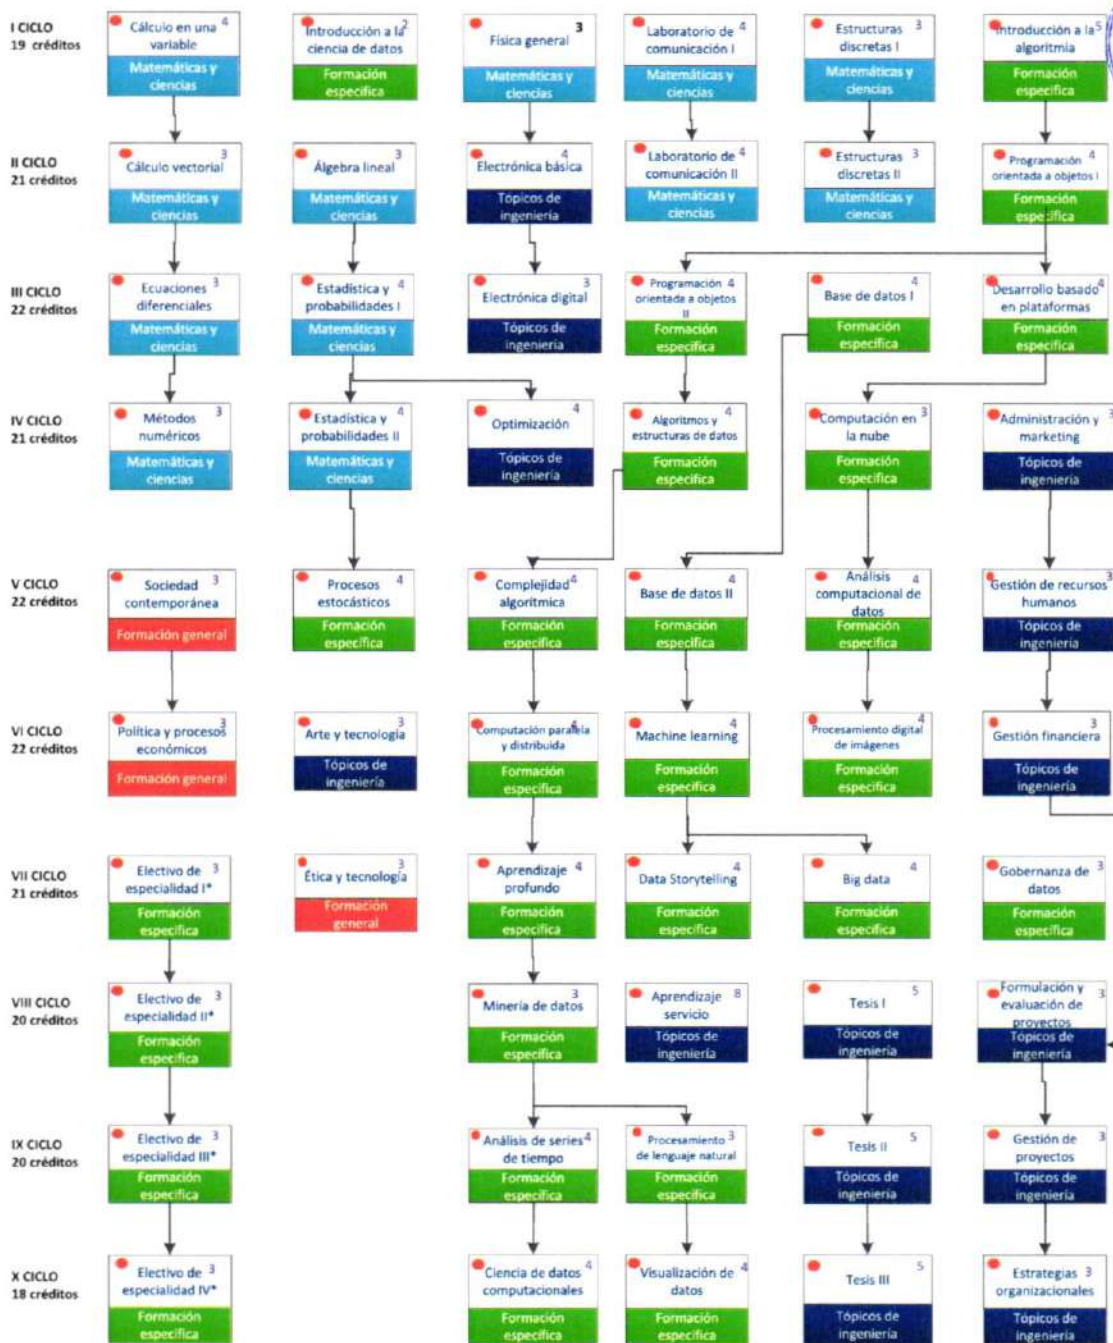 I CICLO
19 créditos
Cálculo en una
variable
4
Matemáticas y
ciencias
Introducción a la
ciencia de datos
2
Formación
específica
Física general
3
Matemáticas y
ciencias
Laboratorio de
comunicación I
4
Matemáticas y
ciencias
Estructuras
discretas I
3
Matemáticas y
ciencias
Introducción a la
algoritmia
5
Formación
específica
II CICLO
21 créditos
Cálculo vectorial
3
Matemáticas y
ciencias
Álgebra lineal
3
Matemáticas y
ciencias
Electrónica básica
4
Tópicos de
ingeniería
Laboratorio de
comunicación II
4
Matemáticas y
ciencias
Estructuras
discretas II
3
Matemáticas y
ciencias
Programación
orientada a objetos I
4
Formación
específica
III CICLO
22 créditos
Ecuaciones
diferenciales
3
Matemáticas y
ciencias
Estadística y
probabilidades I
4
Matemáticas y
ciencias
Electrónica digital
3
Tópicos de
ingeniería
Programación
orientada a objetos
II
4
Formación
específica
Base de datos I
4
Formación
específica
Desarrollo basado
en plataformas
4
Formación
específica
IV CICLO
21 créditos
Métodos
numéricos
3
Matemáticas y
ciencias
Estadística y
probabilidades II
4
Matemáticas y
ciencias
Optimización
4
Tópicos de
ingeniería
Algoritmos y
estructuras de datos
4
Formación
específica
Computación en
la nube
3
Formación
específica
Administración y
marketing
3
Tópicos de
ingeniería
V CICLO
22 créditos
Sociedad
contemporánea
3
Formación general
Procesos
estocásticos
4
Formación
específica
Complejidad
algorítmica
4
Formación
específica
Base de datos II
4
Formación
específica
Análisis
computacional de
datos
4
Formación
específica
Gestión de recursos
humanos
3
Tópicos de
ingeniería
VI CICLO
22 créditos
Política y procesos
económicos
3
Formación general
Arte y tecnología
3
Tópicos de
ingeniería
Computación paralela
y distribuida
4
Formación
específica
Machine learning
4
Formación
específica
Procesamiento digital
de imágenes
4
Formación
específica
Gestión financiera
3
Tópicos de
ingeniería
VII CICLO
21 créditos
Electivo de
especialidad I*
3
Formación
específica
Ética y tecnología
3
Formación
general
Aprendizaje
profundo
4
Formación
específica
Data Storytelling
4
Formación
específica
Big data
4
Formación
específica
Gobernanza de
datos
3
Formación
específica
VIII CICLO
20 créditos
Electivo de
especialidad II*
3
Formación
específica
Minería de datos
3
Formación
específica
Aprendizaje
servicio
8
Tópicos de
ingeniería
Tesis I
5
Tópicos de
ingeniería
Formulación y
evaluación de
proyectos
3
Tópicos de
ingeniería
IX CICLO
20 créditos
Electivo de
especialidad III*
3
Formación
específica
Análisis de series
de tiempo
4
Formación
específica
Procesamiento
de lenguaje natural
3
Formación
específica
Tesis II
5
Tópicos de
ingeniería
Gestión de
proyectos
3
Tópicos de
ingeniería
X CICLO
18 créditos
Electivo de
especialidad IV*
3
Formación
específica
Ciencia de datos
computacionales
4
Formación
específica
Visualización de
datos
4
Formación
específica
Tesis III
5
Tópicos de
ingeniería
Estrategias
organizacionales
3
Tópicos de
ingeniería